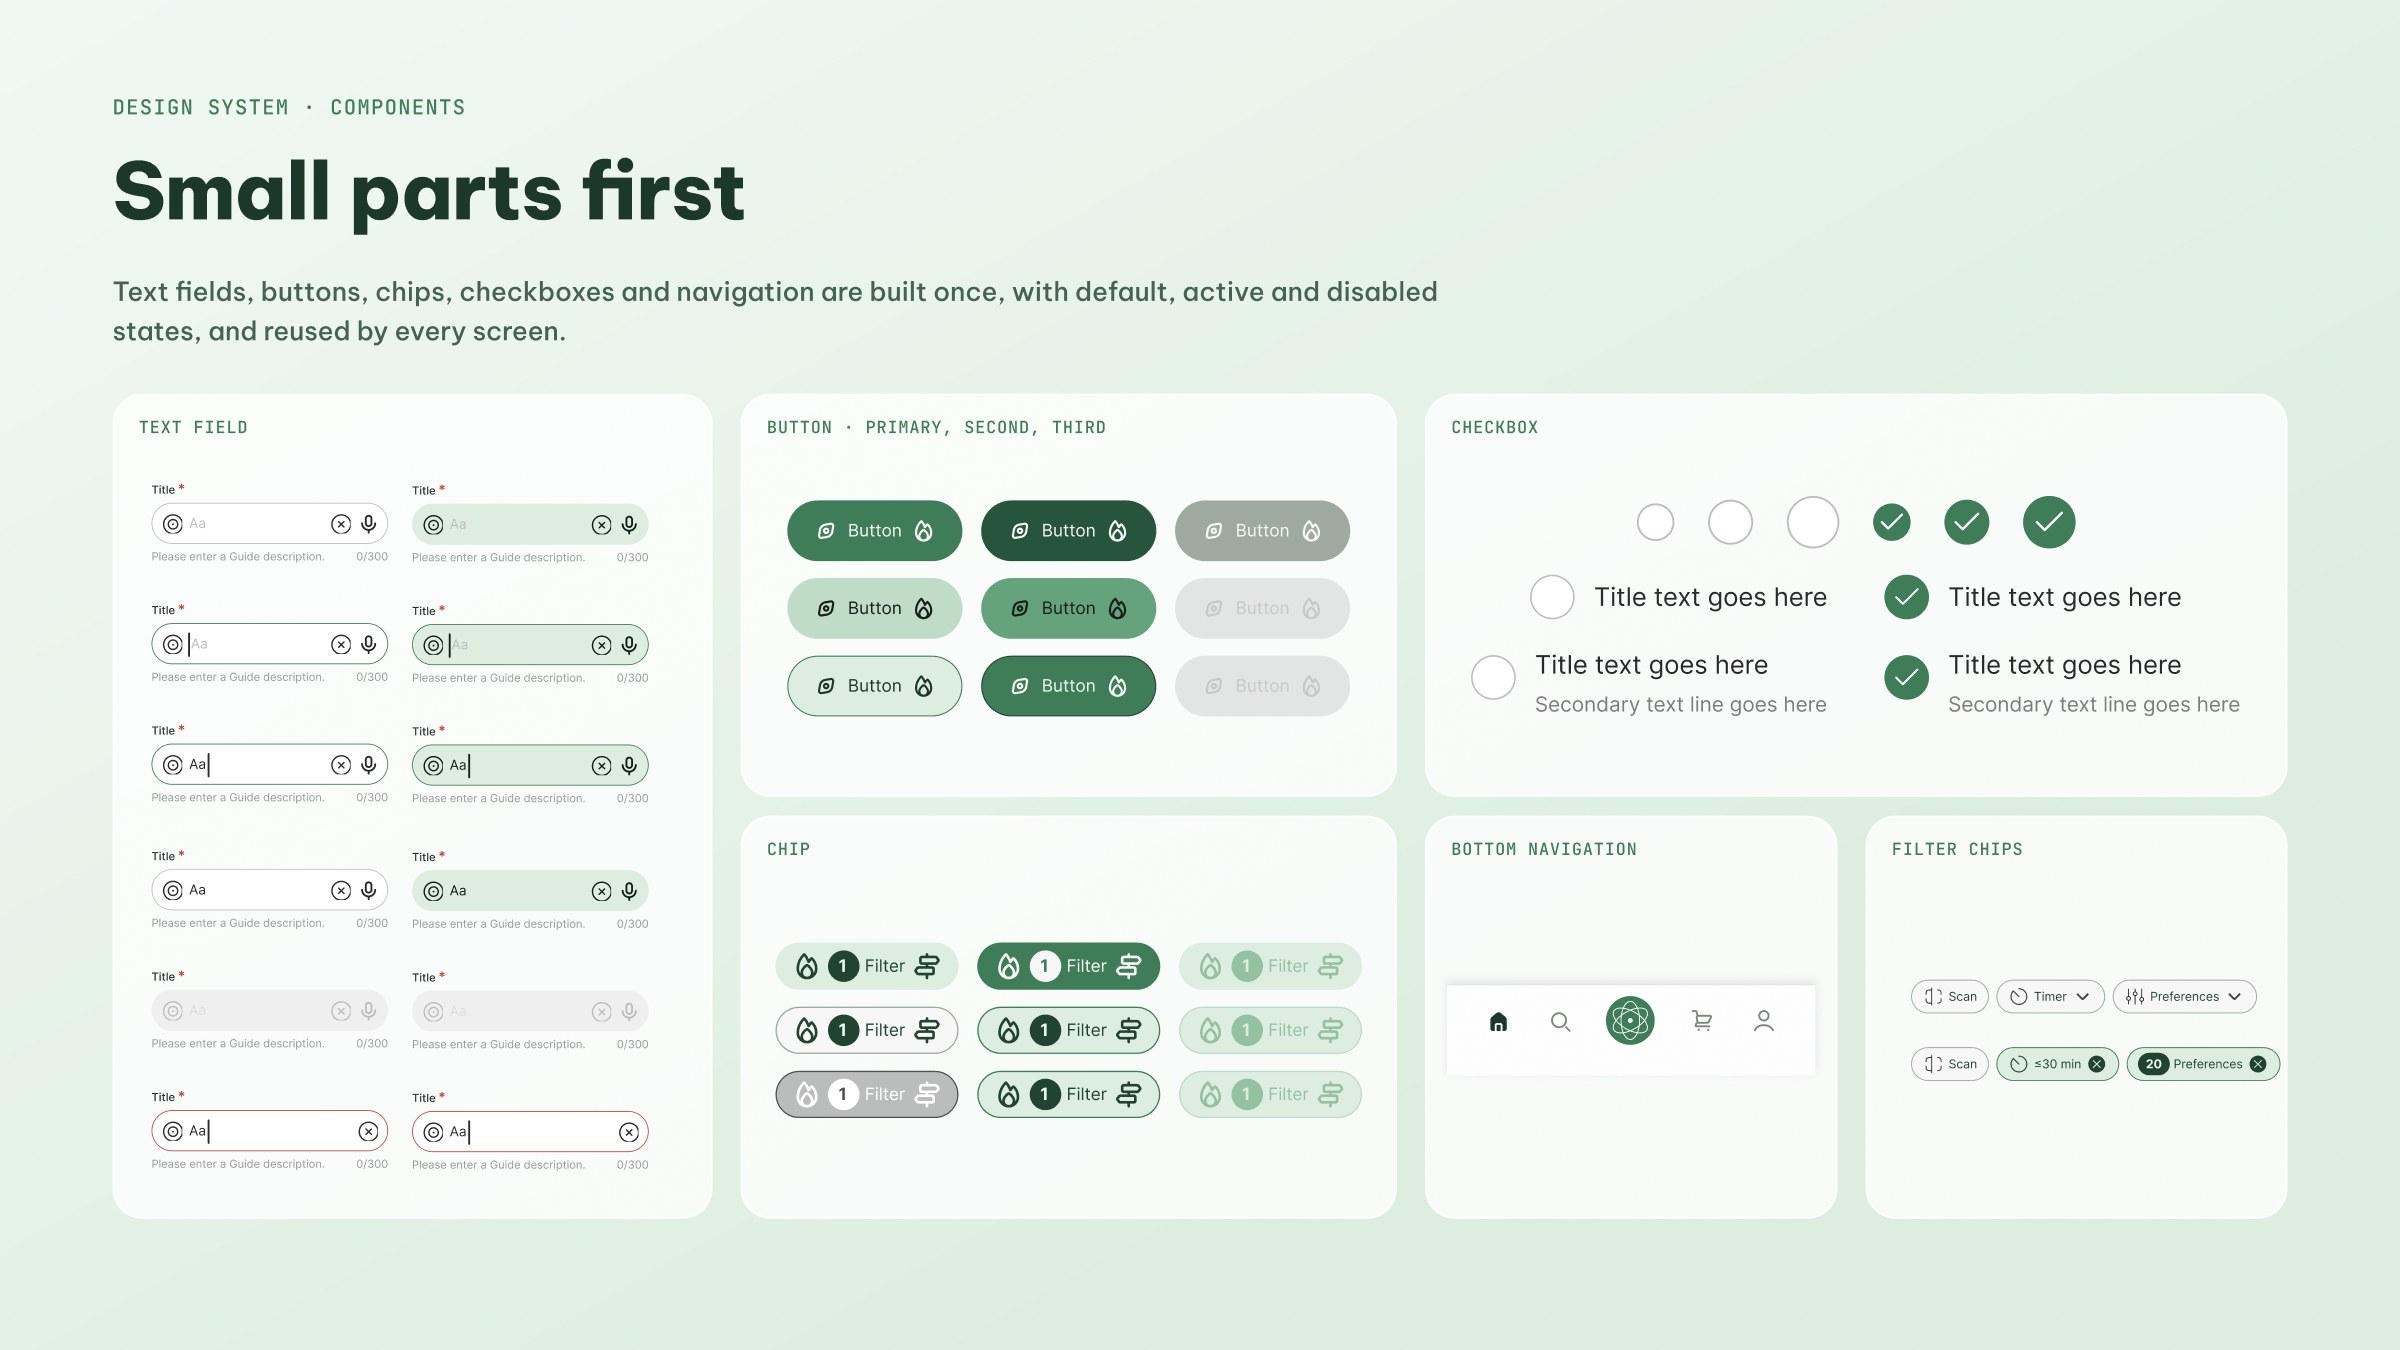 DESIGN SYSTEM · COMPONENTS
Small parts first
Text fields, buttons, chips, checkboxes and navigation are built once, with default, active and disabled
states, and reused by every screen.
TEXT FIELD
Title *
Aa
Please enter a Guide description. 0/300
Title *
Aa
Please enter a Guide description. 0/300
Title *
Aa
Please enter a Guide description. 0/300
Title *
Aa
Please enter a Guide description. 0/300
Title *
Aa
Please enter a Guide description. 0/300
Title *
Aa
Please enter a Guide description. 0/300
Title *
Aa
Please enter a Guide description. 0/300
Title *
Aa
Please enter a Guide description. 0/300
Title *
Aa
Please enter a Guide description. 0/300
Title *
Aa
Please enter a Guide description. 0/300
Title *
Aa
Please enter a Guide description. 0/300
Title *
Aa
Please enter a Guide description. 0/300
BUTTON · PRIMARY, SECOND, THIRD
Button Button Button
Button Button Button
Button Button Button
CHECKBOX
Title text goes here
Title text goes here
Title text goes here
Secondary text line goes here
Title text goes here
Secondary text line goes here
CHIP
1 Filter 1 Filter 1 Filter
1 Filter 1 Filter 1 Filter
1 Filter 1 Filter 1 Filter
BOTTOM NAVIGATION
FILTER CHIPS
Scan Timer Preferences
Scan ≤30 min 20 Preferences